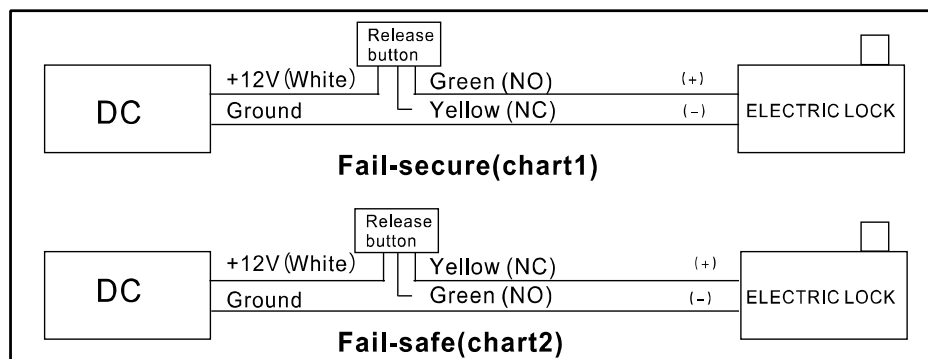 Release
button
+12V (White)
Green (NO)
(+)
DC
Ground
Yellow (NC)
(-)
ELECTRIC LOCK
Fail-secure(chart1)
Release
button
+12V (White)
Yellow (NC)
(+)
DC
Ground
Green (NO)
(-)
ELECTRIC LOCK
Fail-safe(chart2)